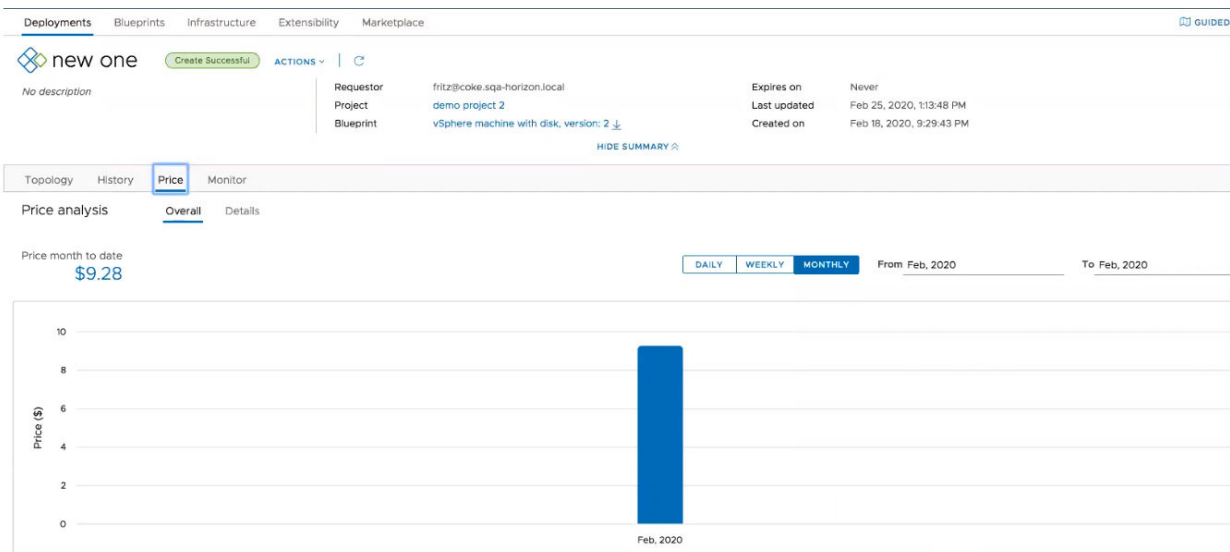 Deployments Blueprints Infrastructure Extensibility Marketplace GUIDED
new one Create Successful ACTIONS
No description
Requestor fritz@coke.sqa-horizon.local Expires on Never
Project demo project 2 Last updated Feb 25, 2020, 1:13:48 PM
Blueprint vSphere machine with disk, version: 2 Created on Feb 18, 2020, 9:29:43 PM
HIDE SUMMARY
Topology History Price Monitor
Price analysis Overall Details
Price month to date
$9.28
DAILY WEEKLY MONTHLY From Feb, 2020 To Feb, 2020
10
8
6
4
2
0
Price ($)
Feb, 2020